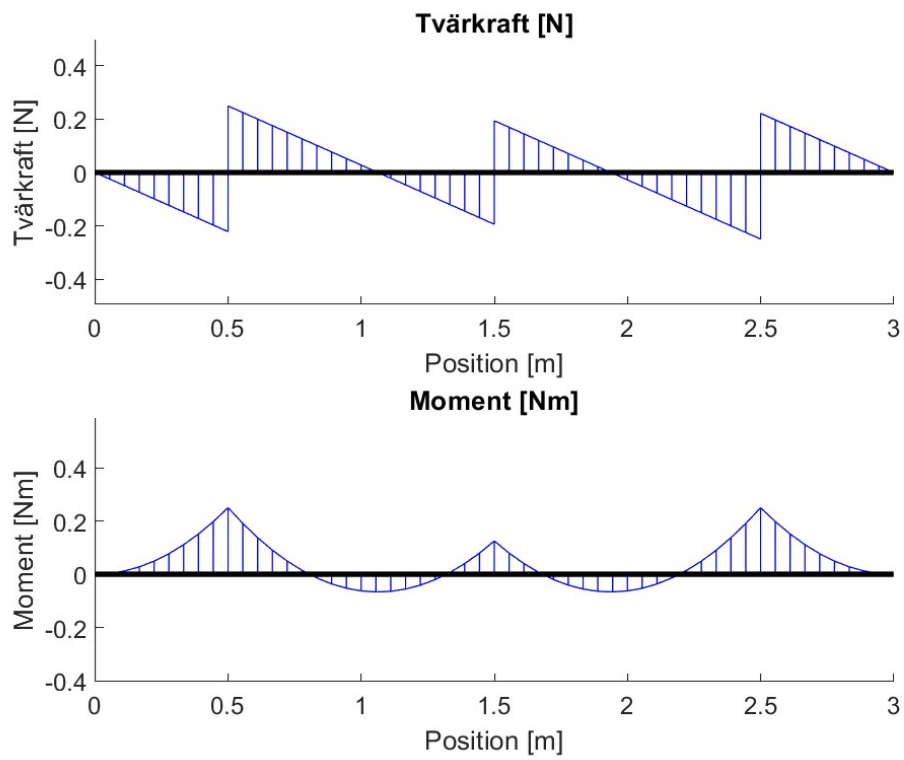 Tvärkraft [N]
0.4
0.2
0
-0.2
-0.4
Tvärkraft [N]
0 0.5 1 1.5 2 2.5 3
Position [m]
Moment [Nm]
0.4
0.2
0
-0.2
-0.4
Moment [Nm]
0 0.5 1 1.5 2 2.5 3
Position [m]